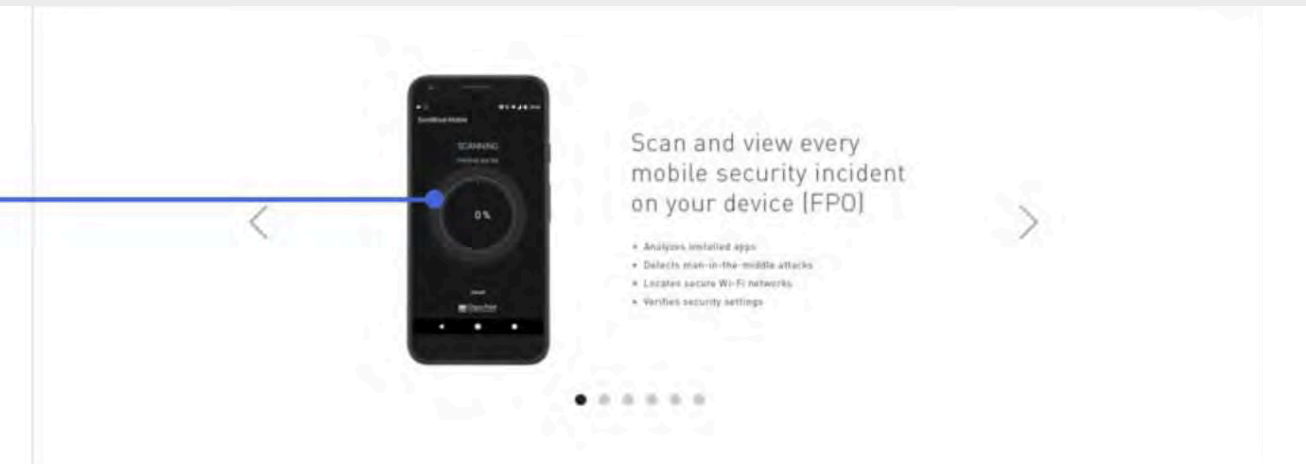 SCANNING
0 %
Scan and view every
mobile security incident
on your device (FPO)
• Analyzes installed apps
• Detects man-in-the-middle attacks
• Locates secure Wi-Fi networks
• Verifies security settings